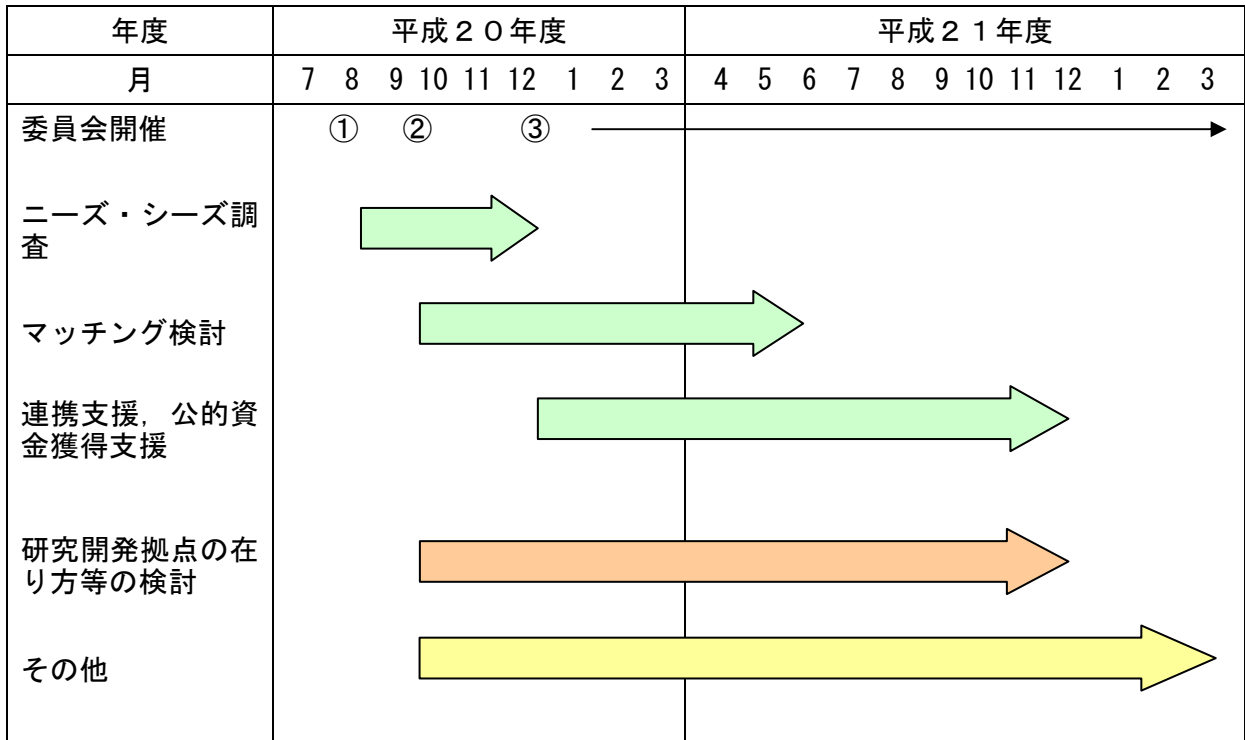 年度 平成20年度 平成21年度
月 7 8 9 10 11 12 1 2 3 4 5 6 7 8 9 10 11 12 1 2 3
委員会開催 ① ② ③
ニーズ・シーズ調
査
マッチング検討
連携支援,公的資
金獲得支援
研究開発拠点の在
り方等の検討
その他